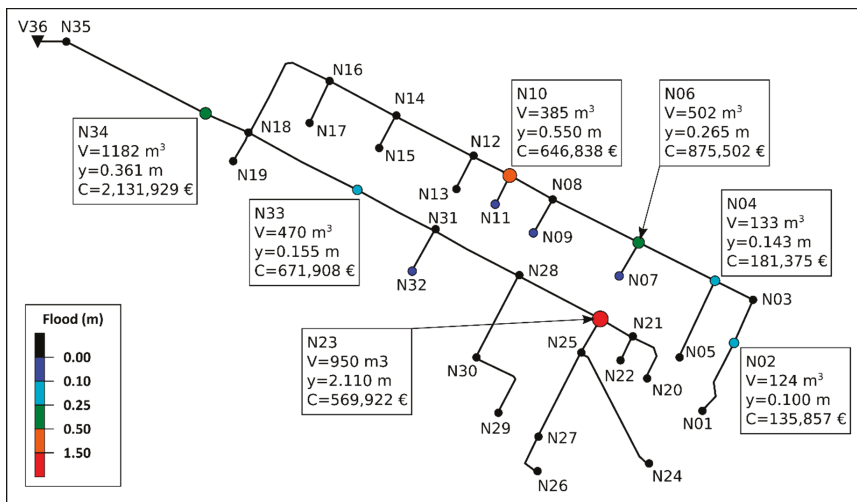 V36
N35
N16
N14
N10
V=385 m³
y=0.550 m
C=646,838 €
N06
V=502 m³
y=0.265 m
C=875,502 €
N34
V=1182 m³
y=0.361 m
C=2,131,929 €
N18
N17
N12
N15
N19
N13
N08
N11
N04
V=133 m³
y=0.143 m
C=181,375 €
N33
V=470 m³
y=0.155 m
C=671,908 €
N31
N09
N07
N32
N28
N03
Flood (m)
0.00
0.10
0.25
0.50
1.50
N23
V=950 m3
y=2.110 m
C=569,922 €
N21
N25
N05
N22
N20
N30
N02
V=124 m³
y=0.100 m
C=135,857 €
N29
N01
N27
N24
N26